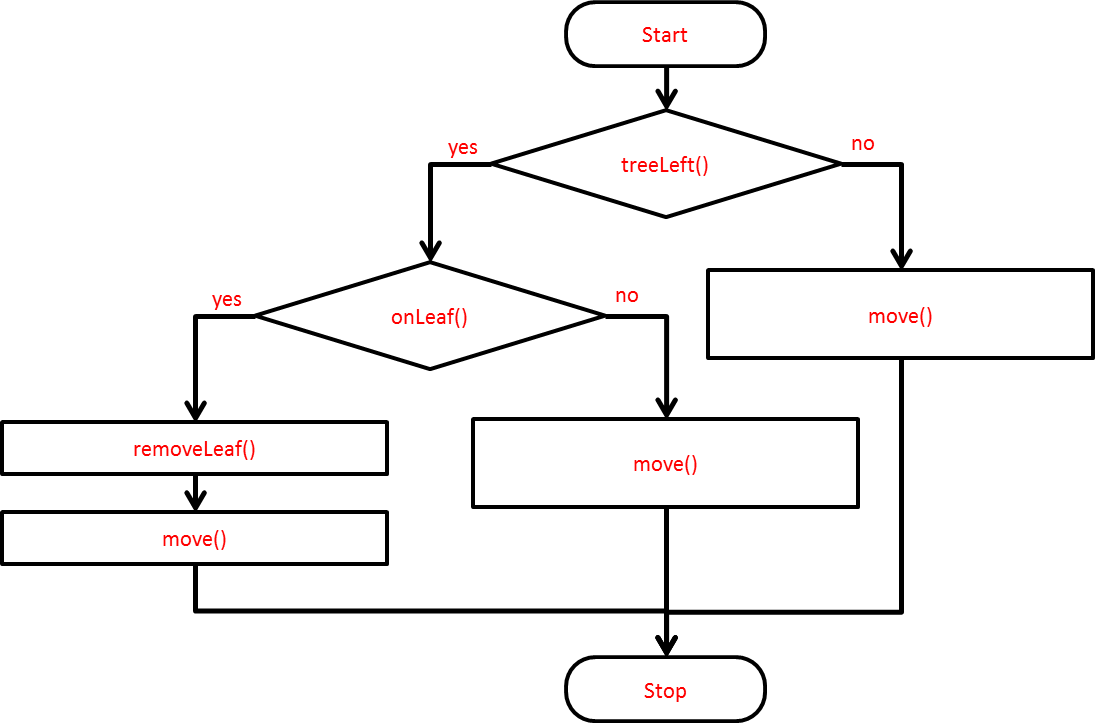 Start
treeLeft()
yes
no
onLeaf()
yes
no
move()
removeLeaf()
move()
move()
Stop